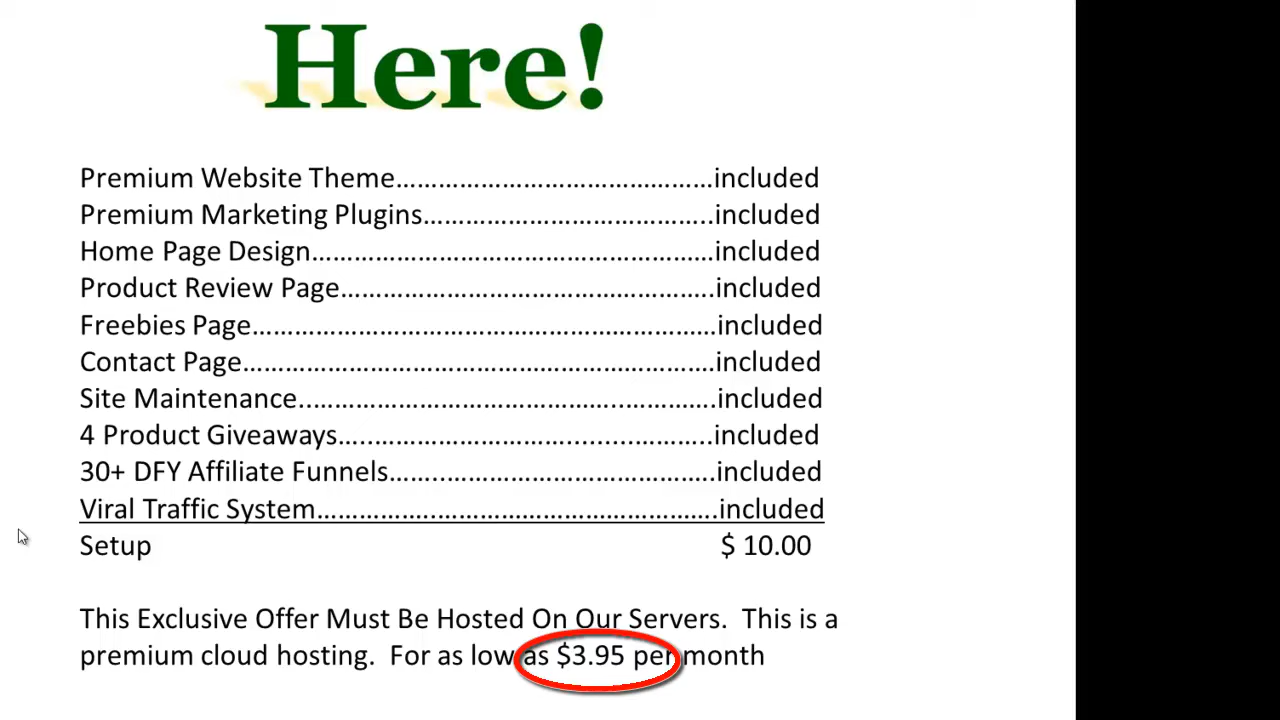 Here!
Premium Website Theme……………………………………..included
Premium Marketing Plugins…………………………………..included
Home Page Design…………………………………………………included
Product Review Page……………………………………………..included
Freebies Page…………………………………………………………included
Contact Page………………………………………………………….included
Site Maintenance..………………………………………..……….included
4 Product Giveaways…..………………………......………...included
30+ DFY Affiliate Funnels……..………………………………..included
Viral Traffic System……………..………………………………….included
Setup $ 10.00
This Exclusive Offer Must Be Hosted On Our Servers. This is a
premium cloud hosting. For as low as $3.95 per month